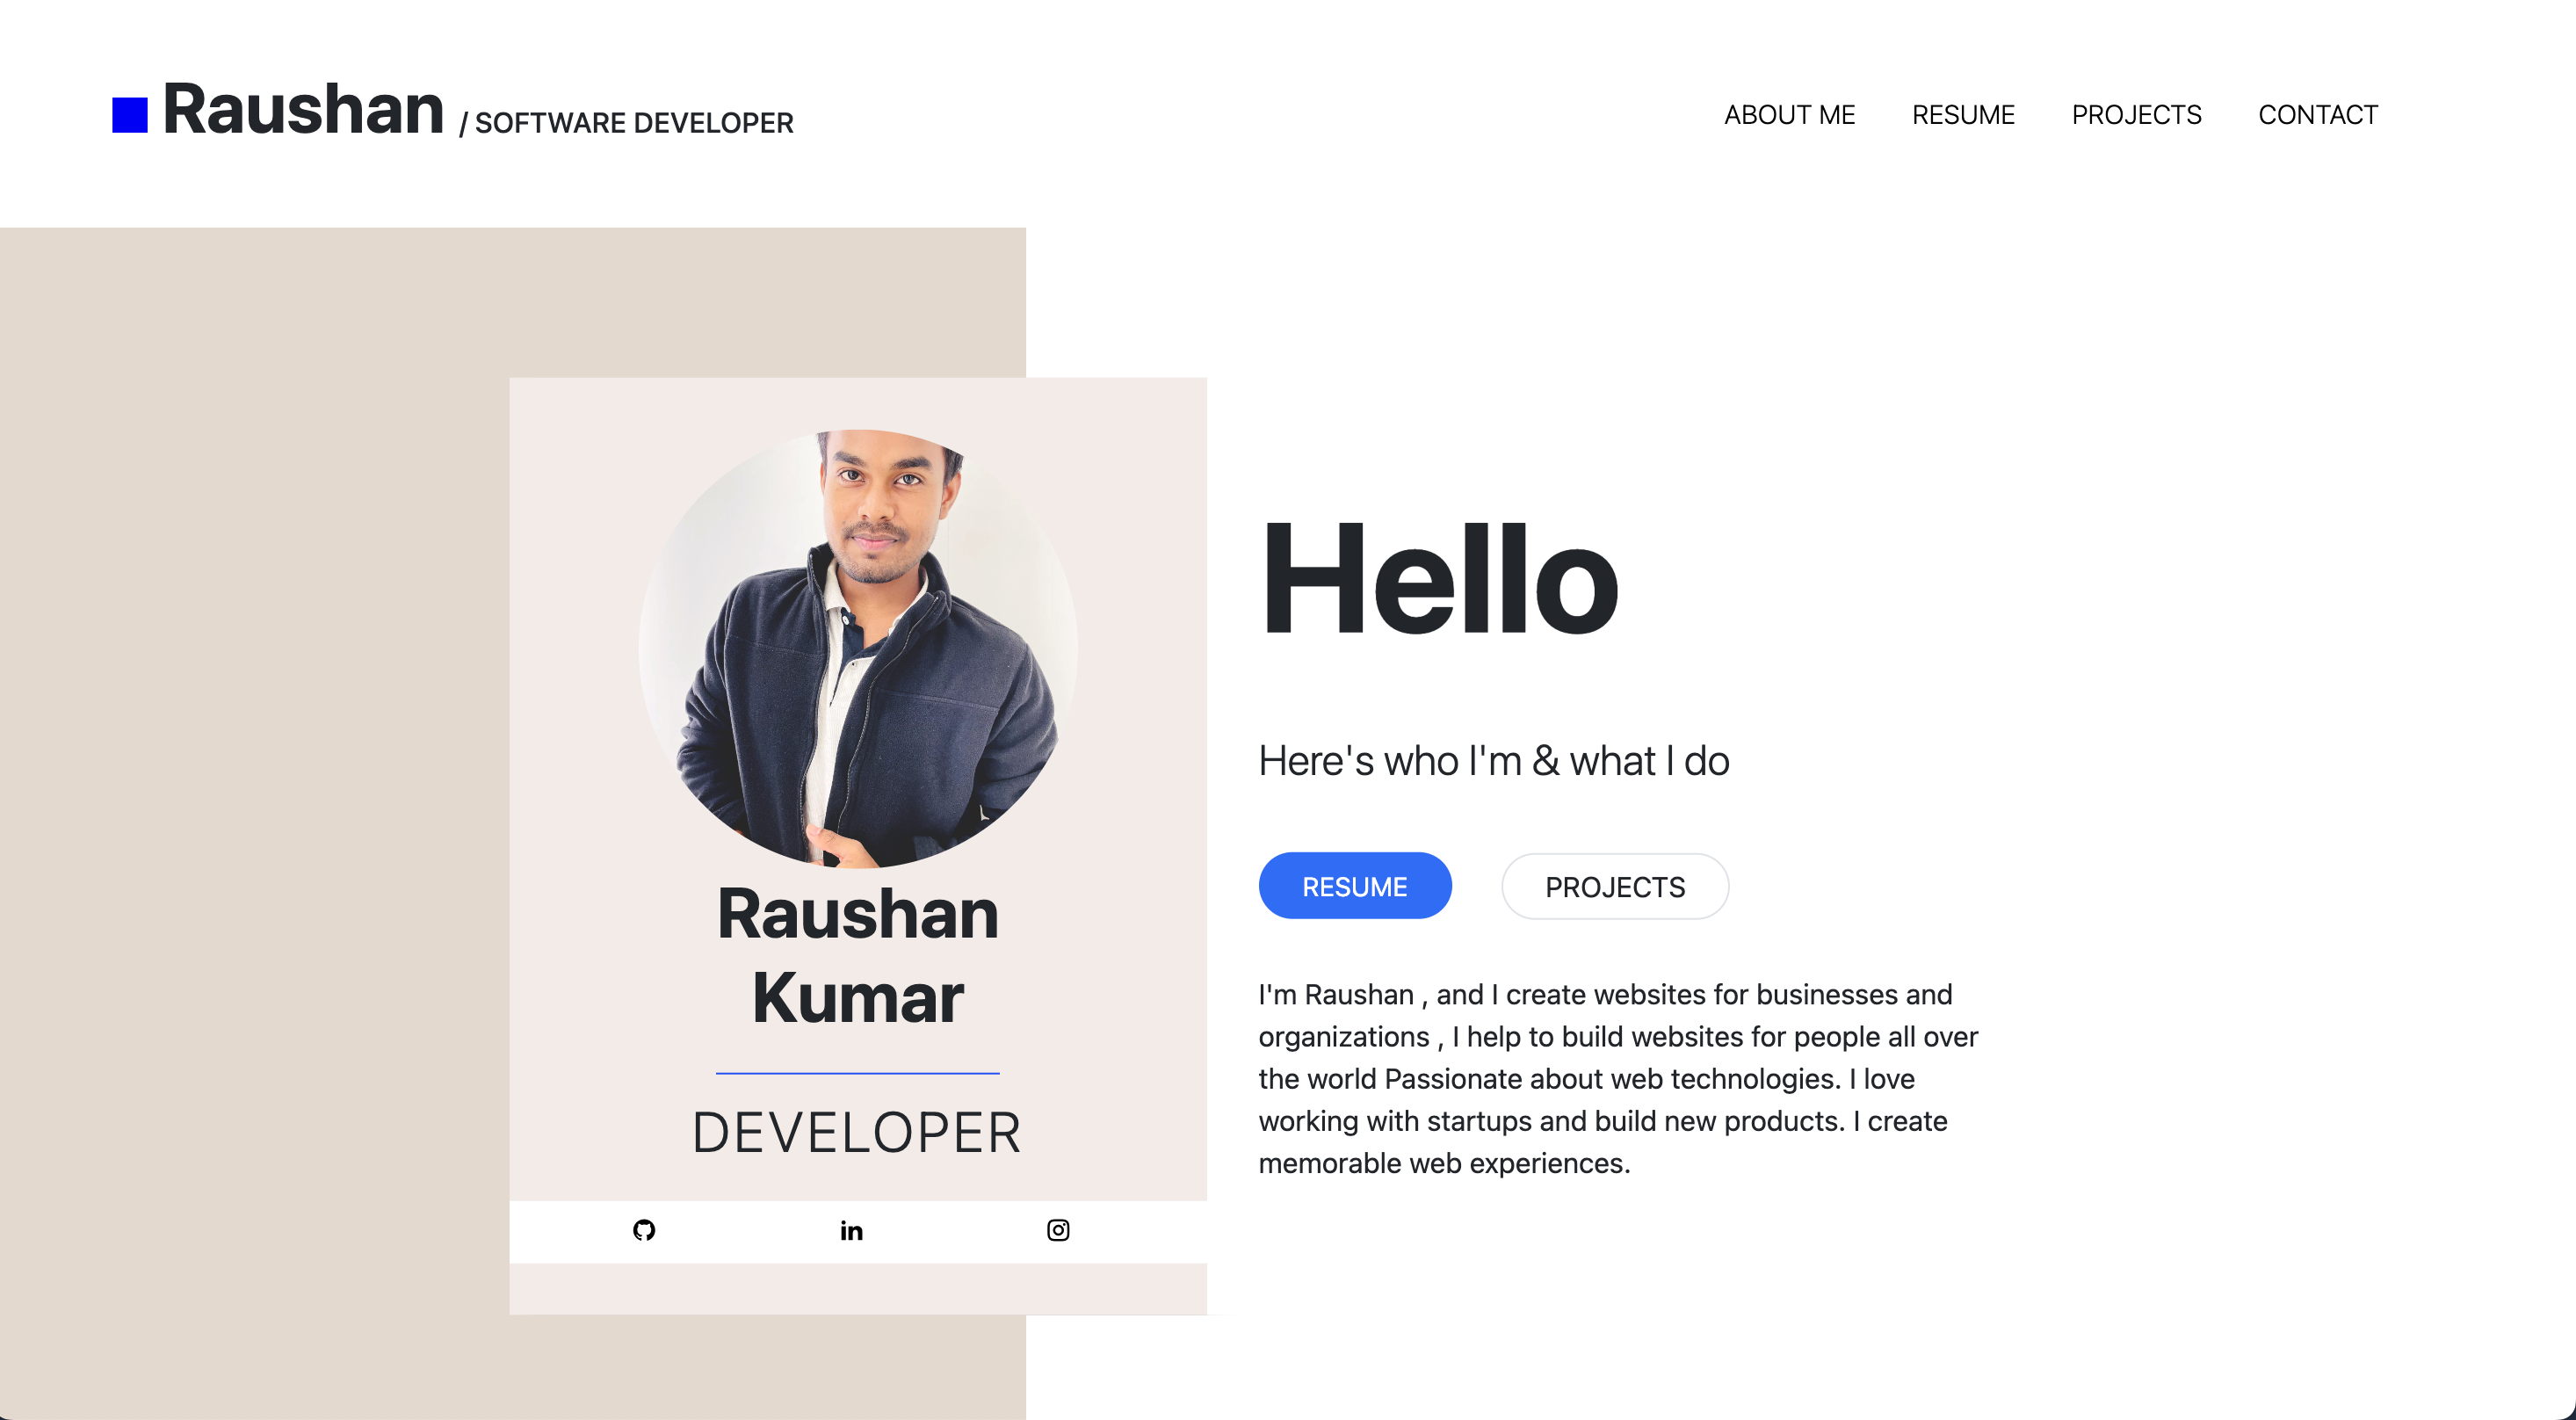 Raushan / SOFTWARE DEVELOPER
ABOUT ME RESUME PROJECTS CONTACT
Raushan
Kumar
DEVELOPER
in
Hello
Here's who I'm & what I do
RESUME PROJECTS
I'm Raushan , and I create websites for businesses and
organizations , I help to build websites for people all over
the world Passionate about web technologies. I love
working with startups and build new products. I create
memorable web experiences.